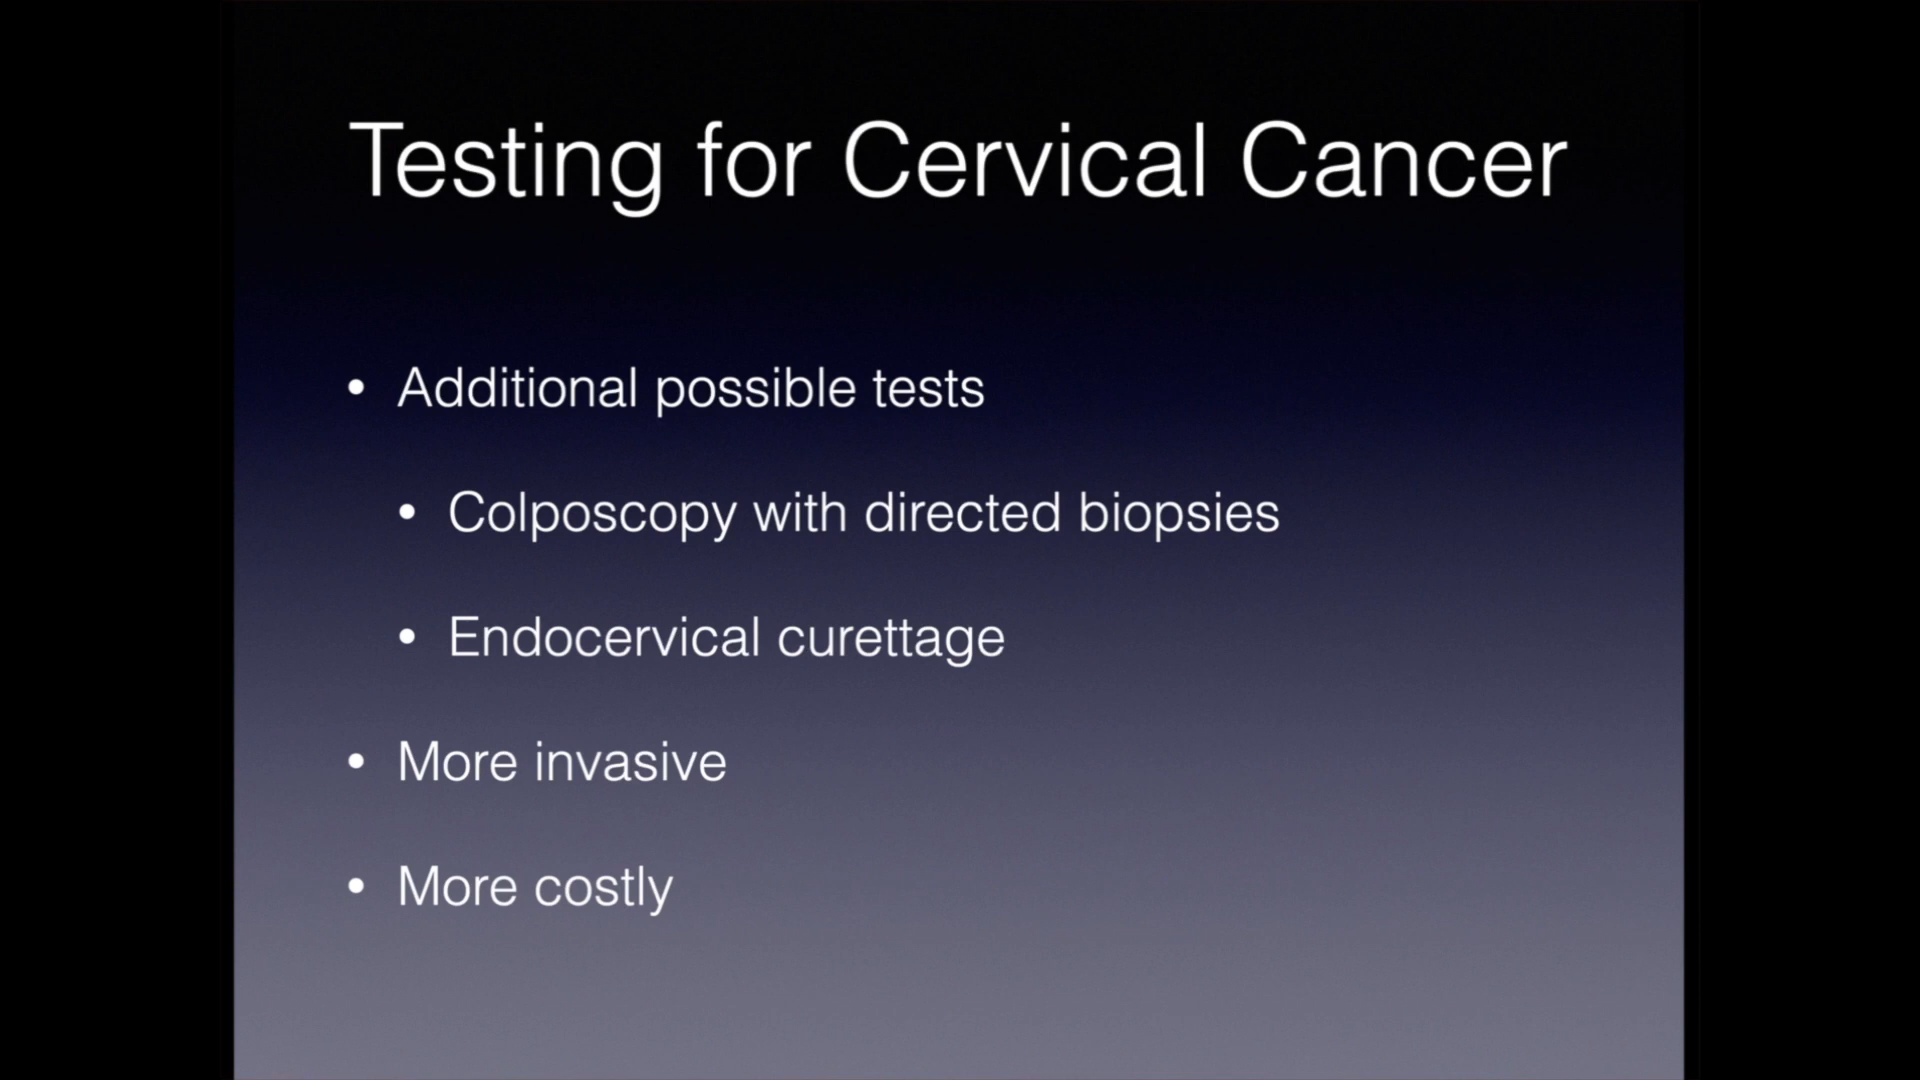 Testing for Cervical Cancer
• Additional possible tests
• Colposcopy with directed biopsies
• Endocervical curettage
• More invasive
• More costly